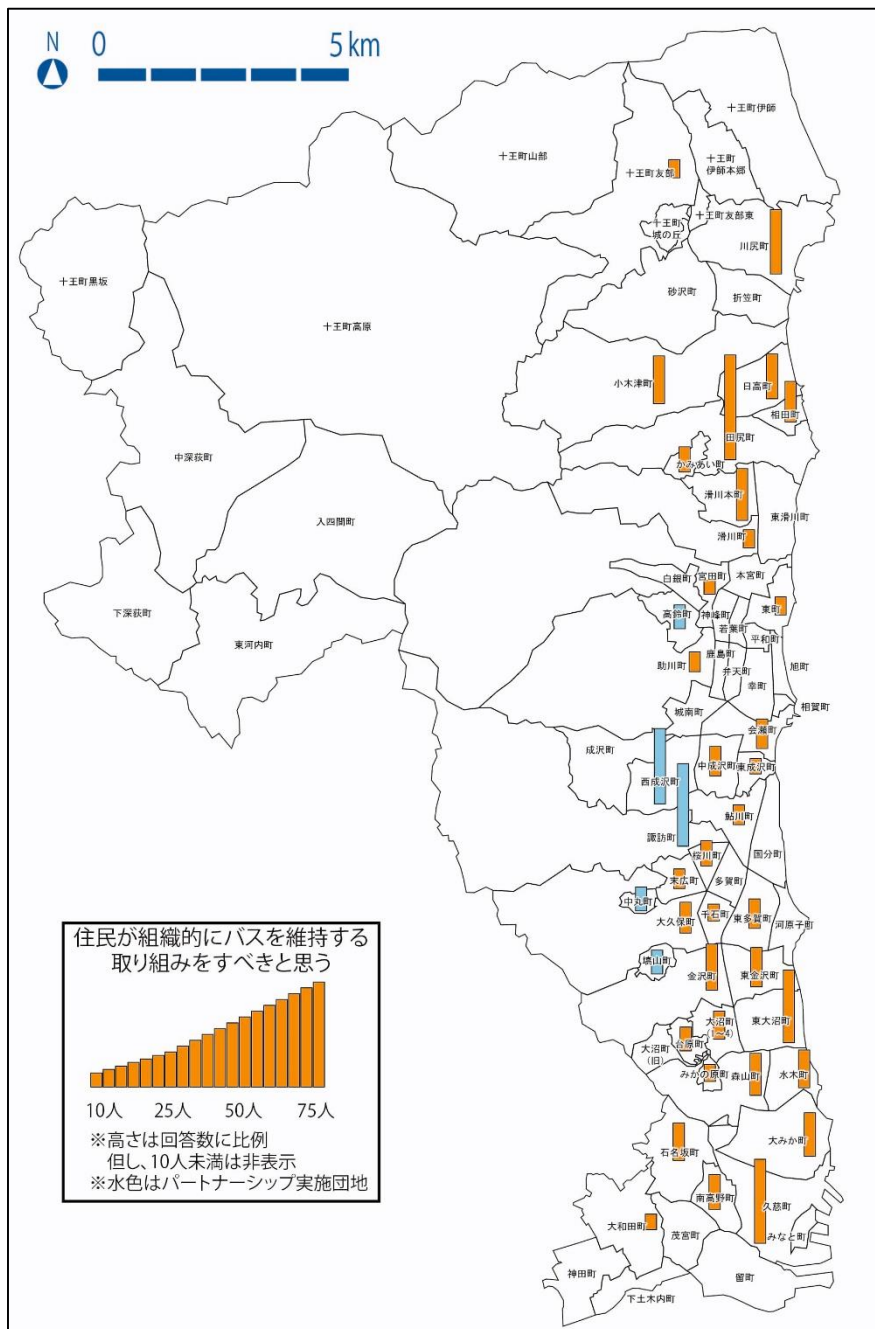 N
0
5km
十王町伊師
十王町山部
十王町
伊師本郷
十王町友部
十王町友部東
十王町
城の丘
川尻町
十王町黒坂
砂沢町
折笠町
十王町高原
小木津町
日高町
相田町
田尻町
中深荻町
かみあい町
滑川本町
東滑川町
入四間町
滑川町
白銀町
宮田町
本宮町
下深荻町
高鈴町
神峰町
東町
若葉町
平和町
東河内町
助川町
鹿島町
弁天町
旭町
幸町
城南町
相賀町
会瀬町
成沢町
中成沢町
東成沢町
西成沢町
鮎川町
諏訪町
桜川町
国分町
末広町
多賀町
中丸町
大久保町
千石町
東多賀町
河原子町
塙山町
金沢町
東金沢町
大沼町
(1~4)
東大沼町
台原町
大沼町
(旧)
みかの原町
森山町
水木町
大みか町
石名坂町
南高野町
久慈町
大和田町
茂宮町
みなと町
神田町
留町
下土木内町
住民が組織的にバスを維持する
取り組みをすべきと思う
10人 25人 50人 75人
※高さは回答数に比例
但し、10人未満は非表示
※水色はパートナーシップ実施団地